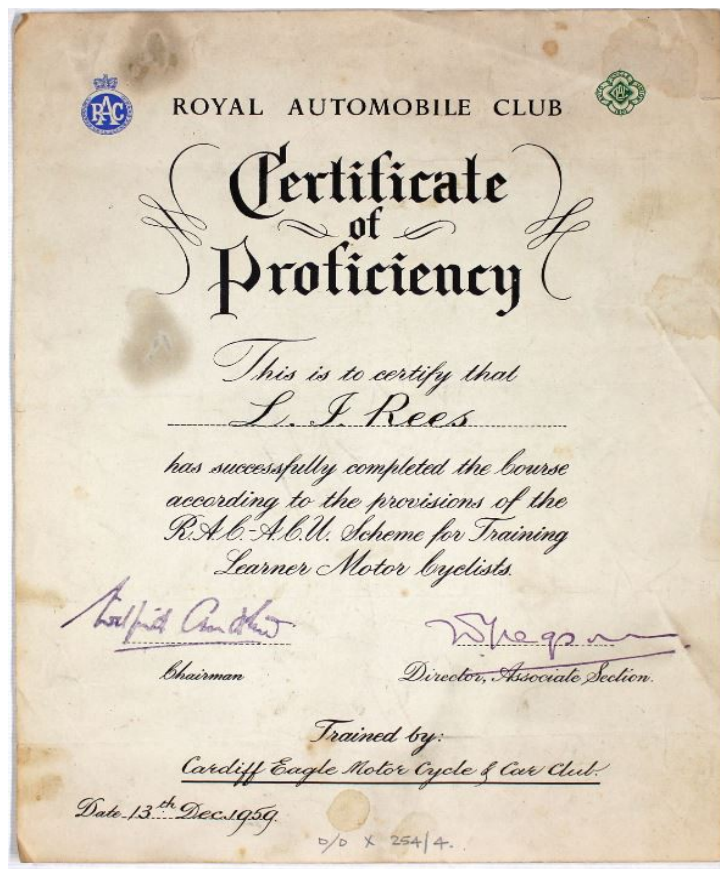 RAC
ROYAL AUTOMOBILE CLUB
Certificate
of
Proficiency
This is to certify that
L. J. Rees
has successfully completed the Course
according to the provisions of the
R.A.C.-A.C.U. Scheme for Training
Learner Motor Cyclists.
Chairman
Director, Associate Section.
Trained by:
Cardiff Eagle Motor Cycle & Car Club.
Date 13th Dec. 1959.
D/D X 254/4.